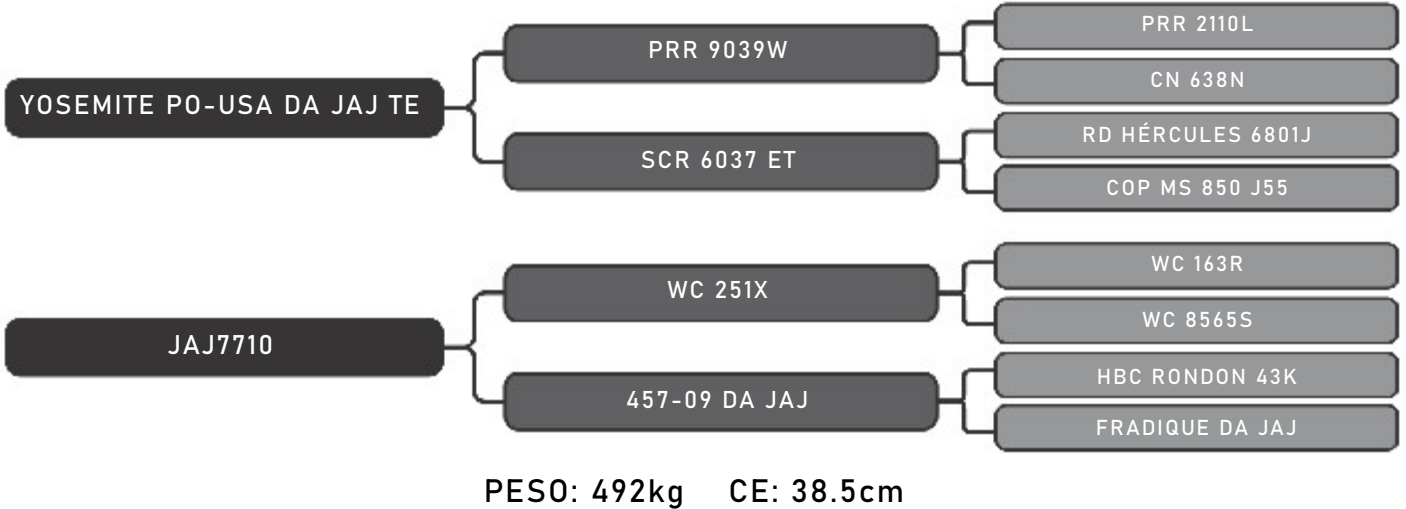 PRR 2110L
PRR 9039W
CN 638N
YOSEMITE PO-USA DA JAJ TE
RD HÉRCULES 6801J
SCR 6037 ET
COP MS 850 J55
WC 163R
WC 251X
WC 8565S
JAJ7710
HBC RONDON 43K
457-09 DA JAJ
FRADIQUE DA JAJ
PESO: 492kg CE: 38.5cm